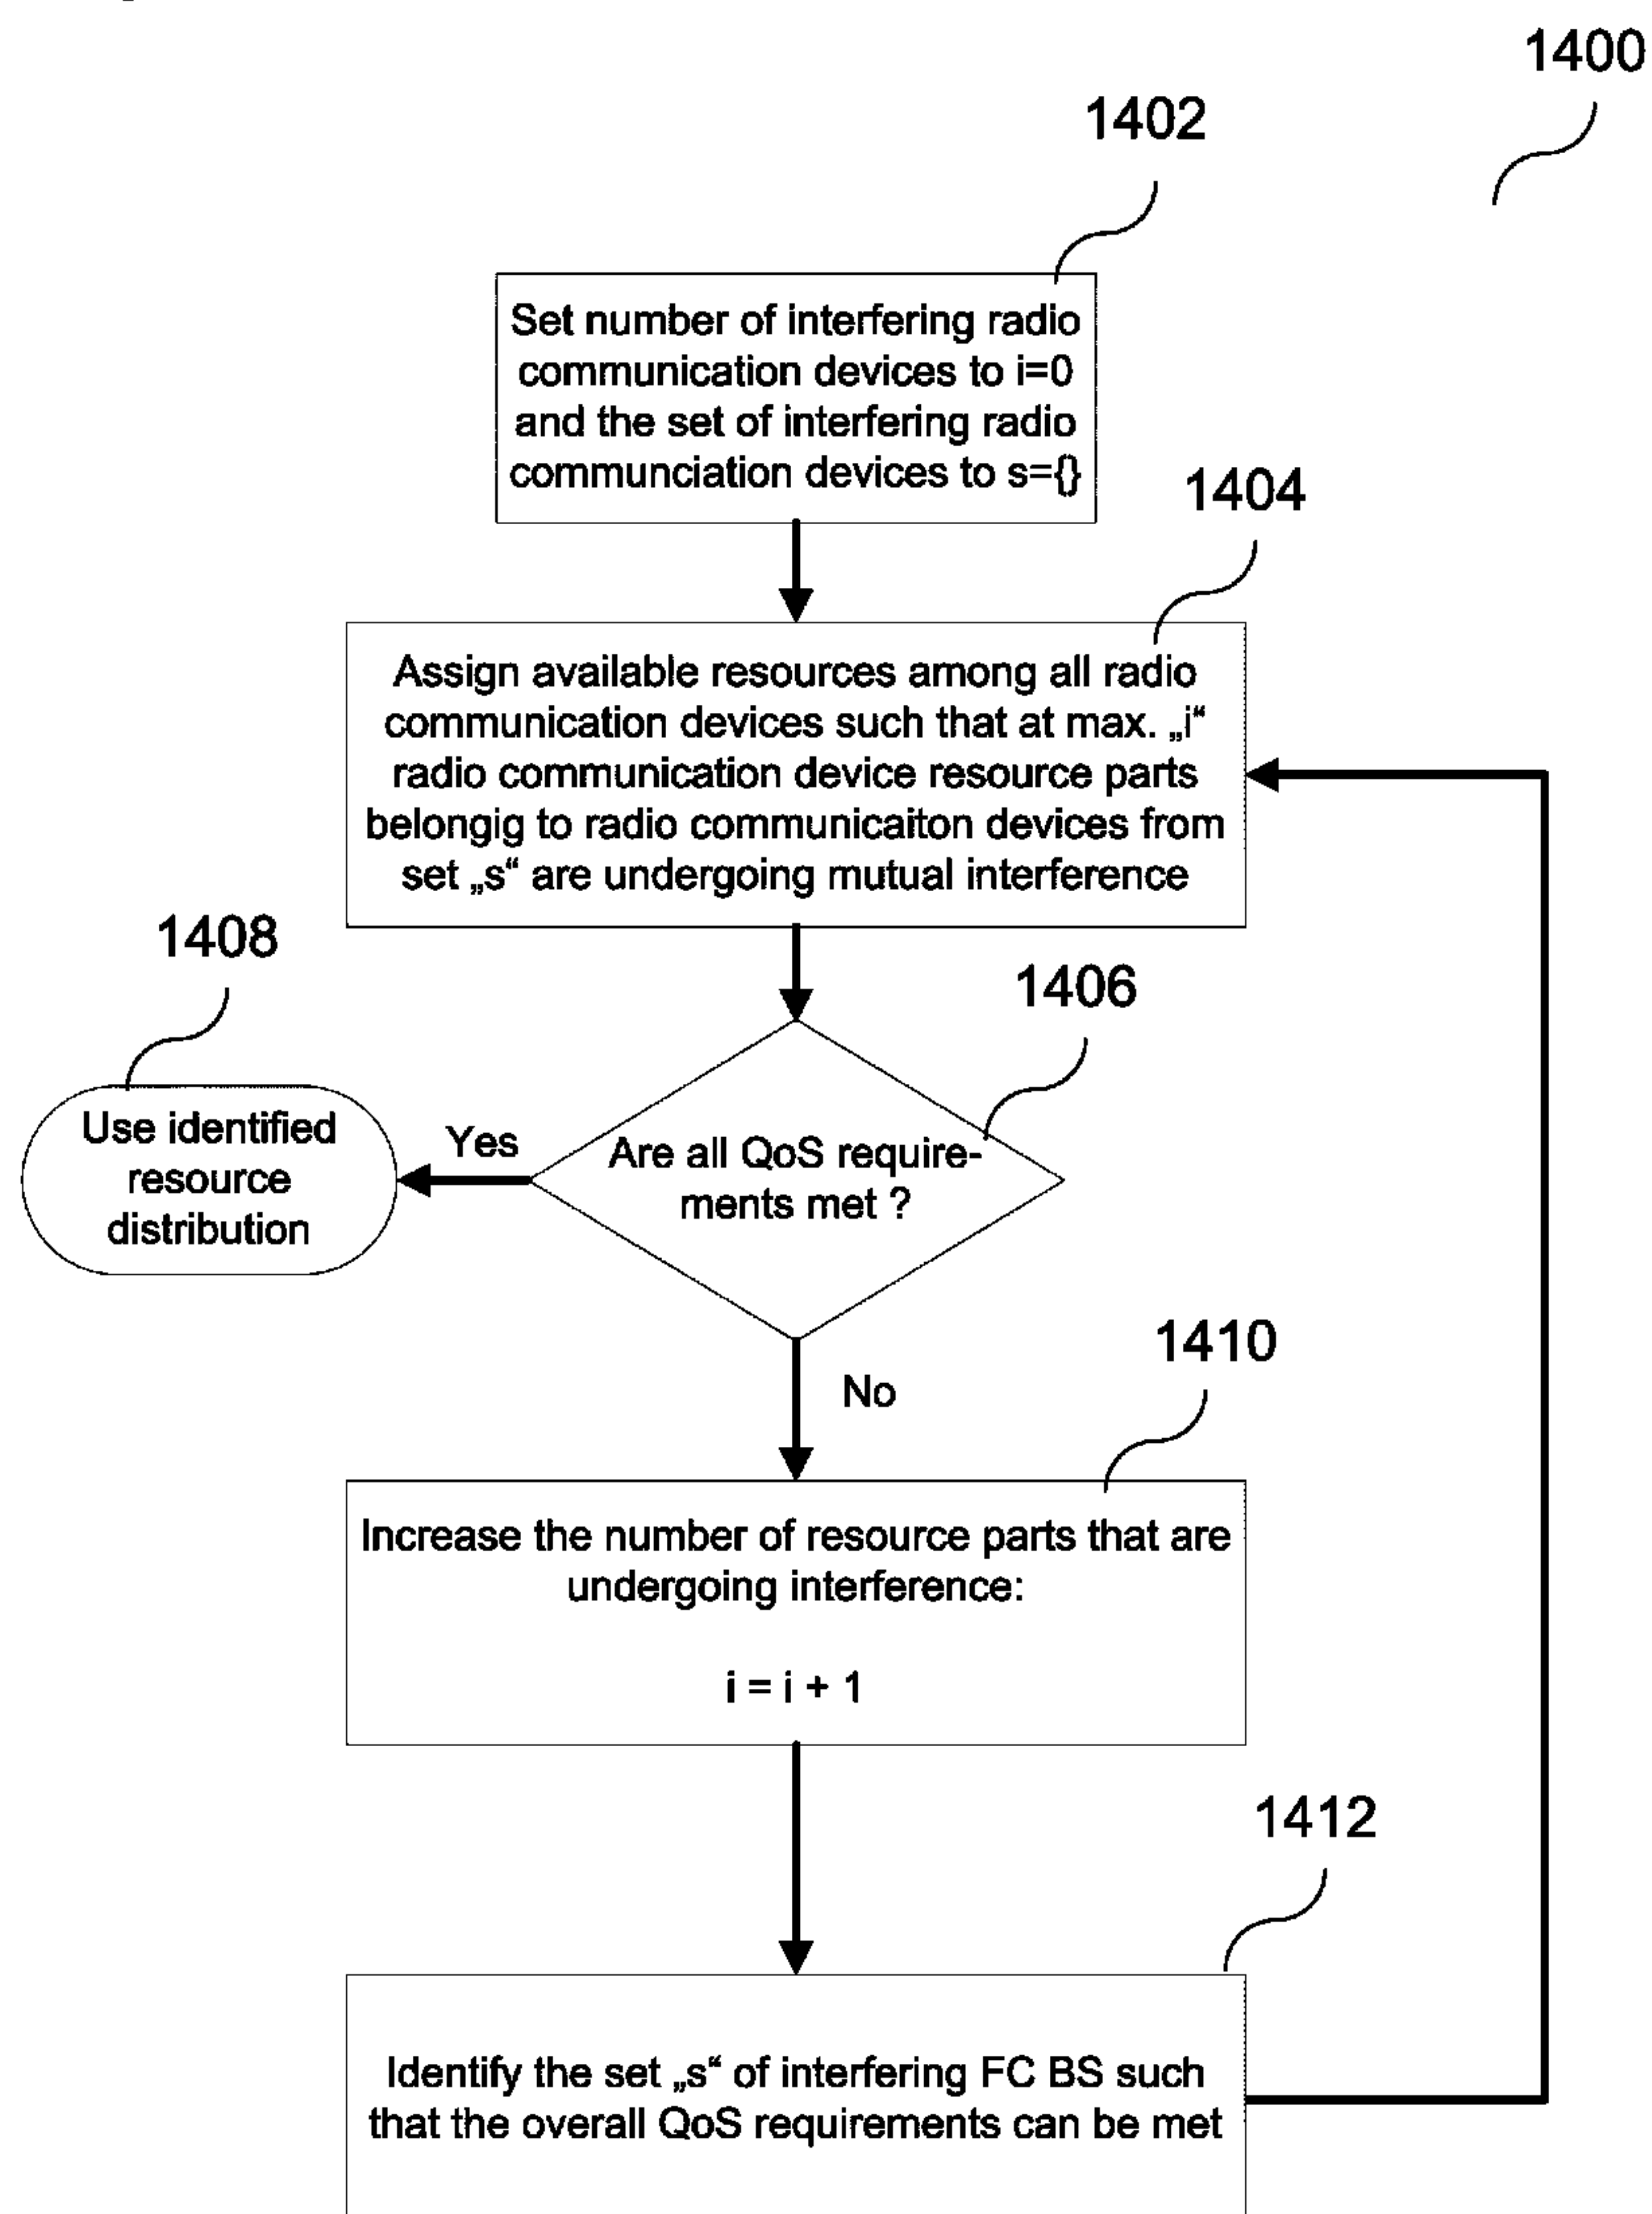 1400
1402
Set number of interfering radio
communication devices to i=0
and the set of interfering radio
communciation devices to s={}
1404
Assign available resources among all radio
communication devices such that at max. „i“
radio communication device resource parts
belongig to radio communicaiton devices from
set „s“ are undergoing mutual interference
1408
1406
Use identified
resource
distribution
Yes
Are all QoS require-
ments met ?
No
1410
Increase the number of resource parts that are
undergoing interference:
i = i + 1
1412
Identify the set „s“ of interfering FC BS such
that the overall QoS requirements can be met